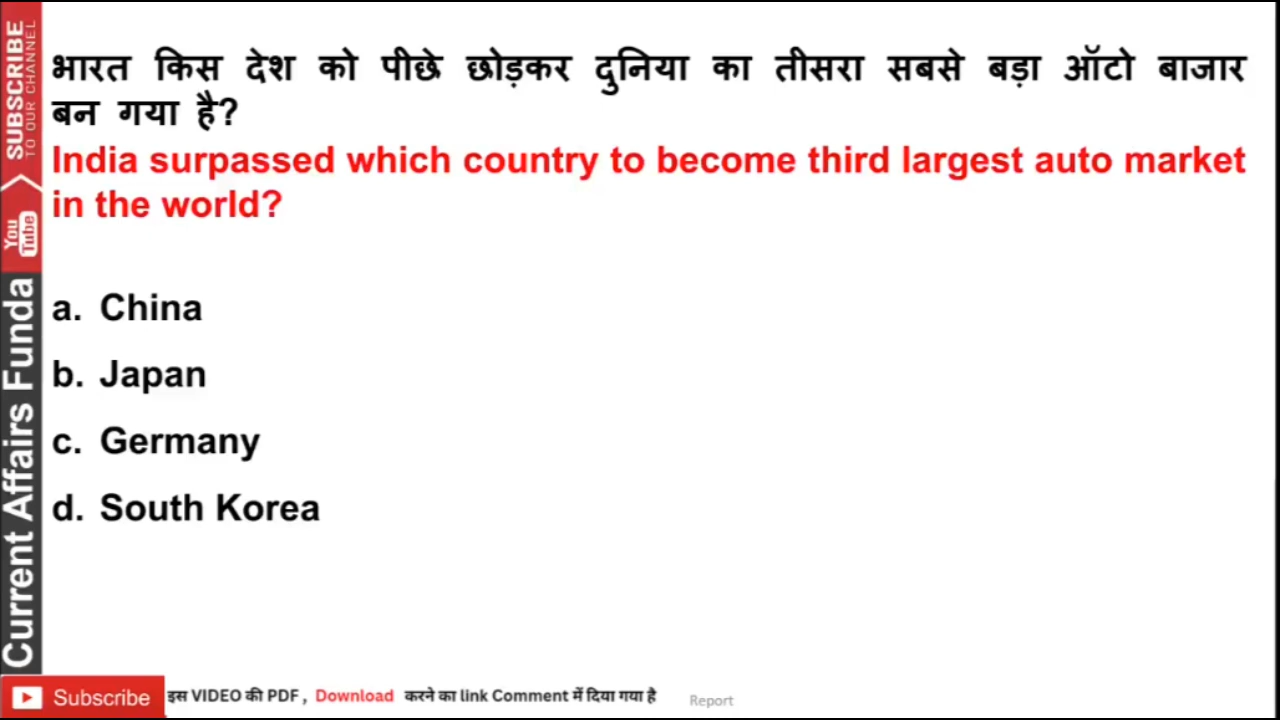 भारत किस देश को पीछे छोड़कर दुनिया का तीसरा सबसे बड़ा ऑटो बाजार
बन गया है?
India surpassed which country to become third largest auto market
in the world?
a. China
b. Japan
c. Germany
d. South Korea
SUBSCRIBE
TO OUR CHANNEL
You
Tube
Current Affairs Funda
Subscribe
इस VIDEO की PDF , Download करने का link Comment में दिया गया है
Report